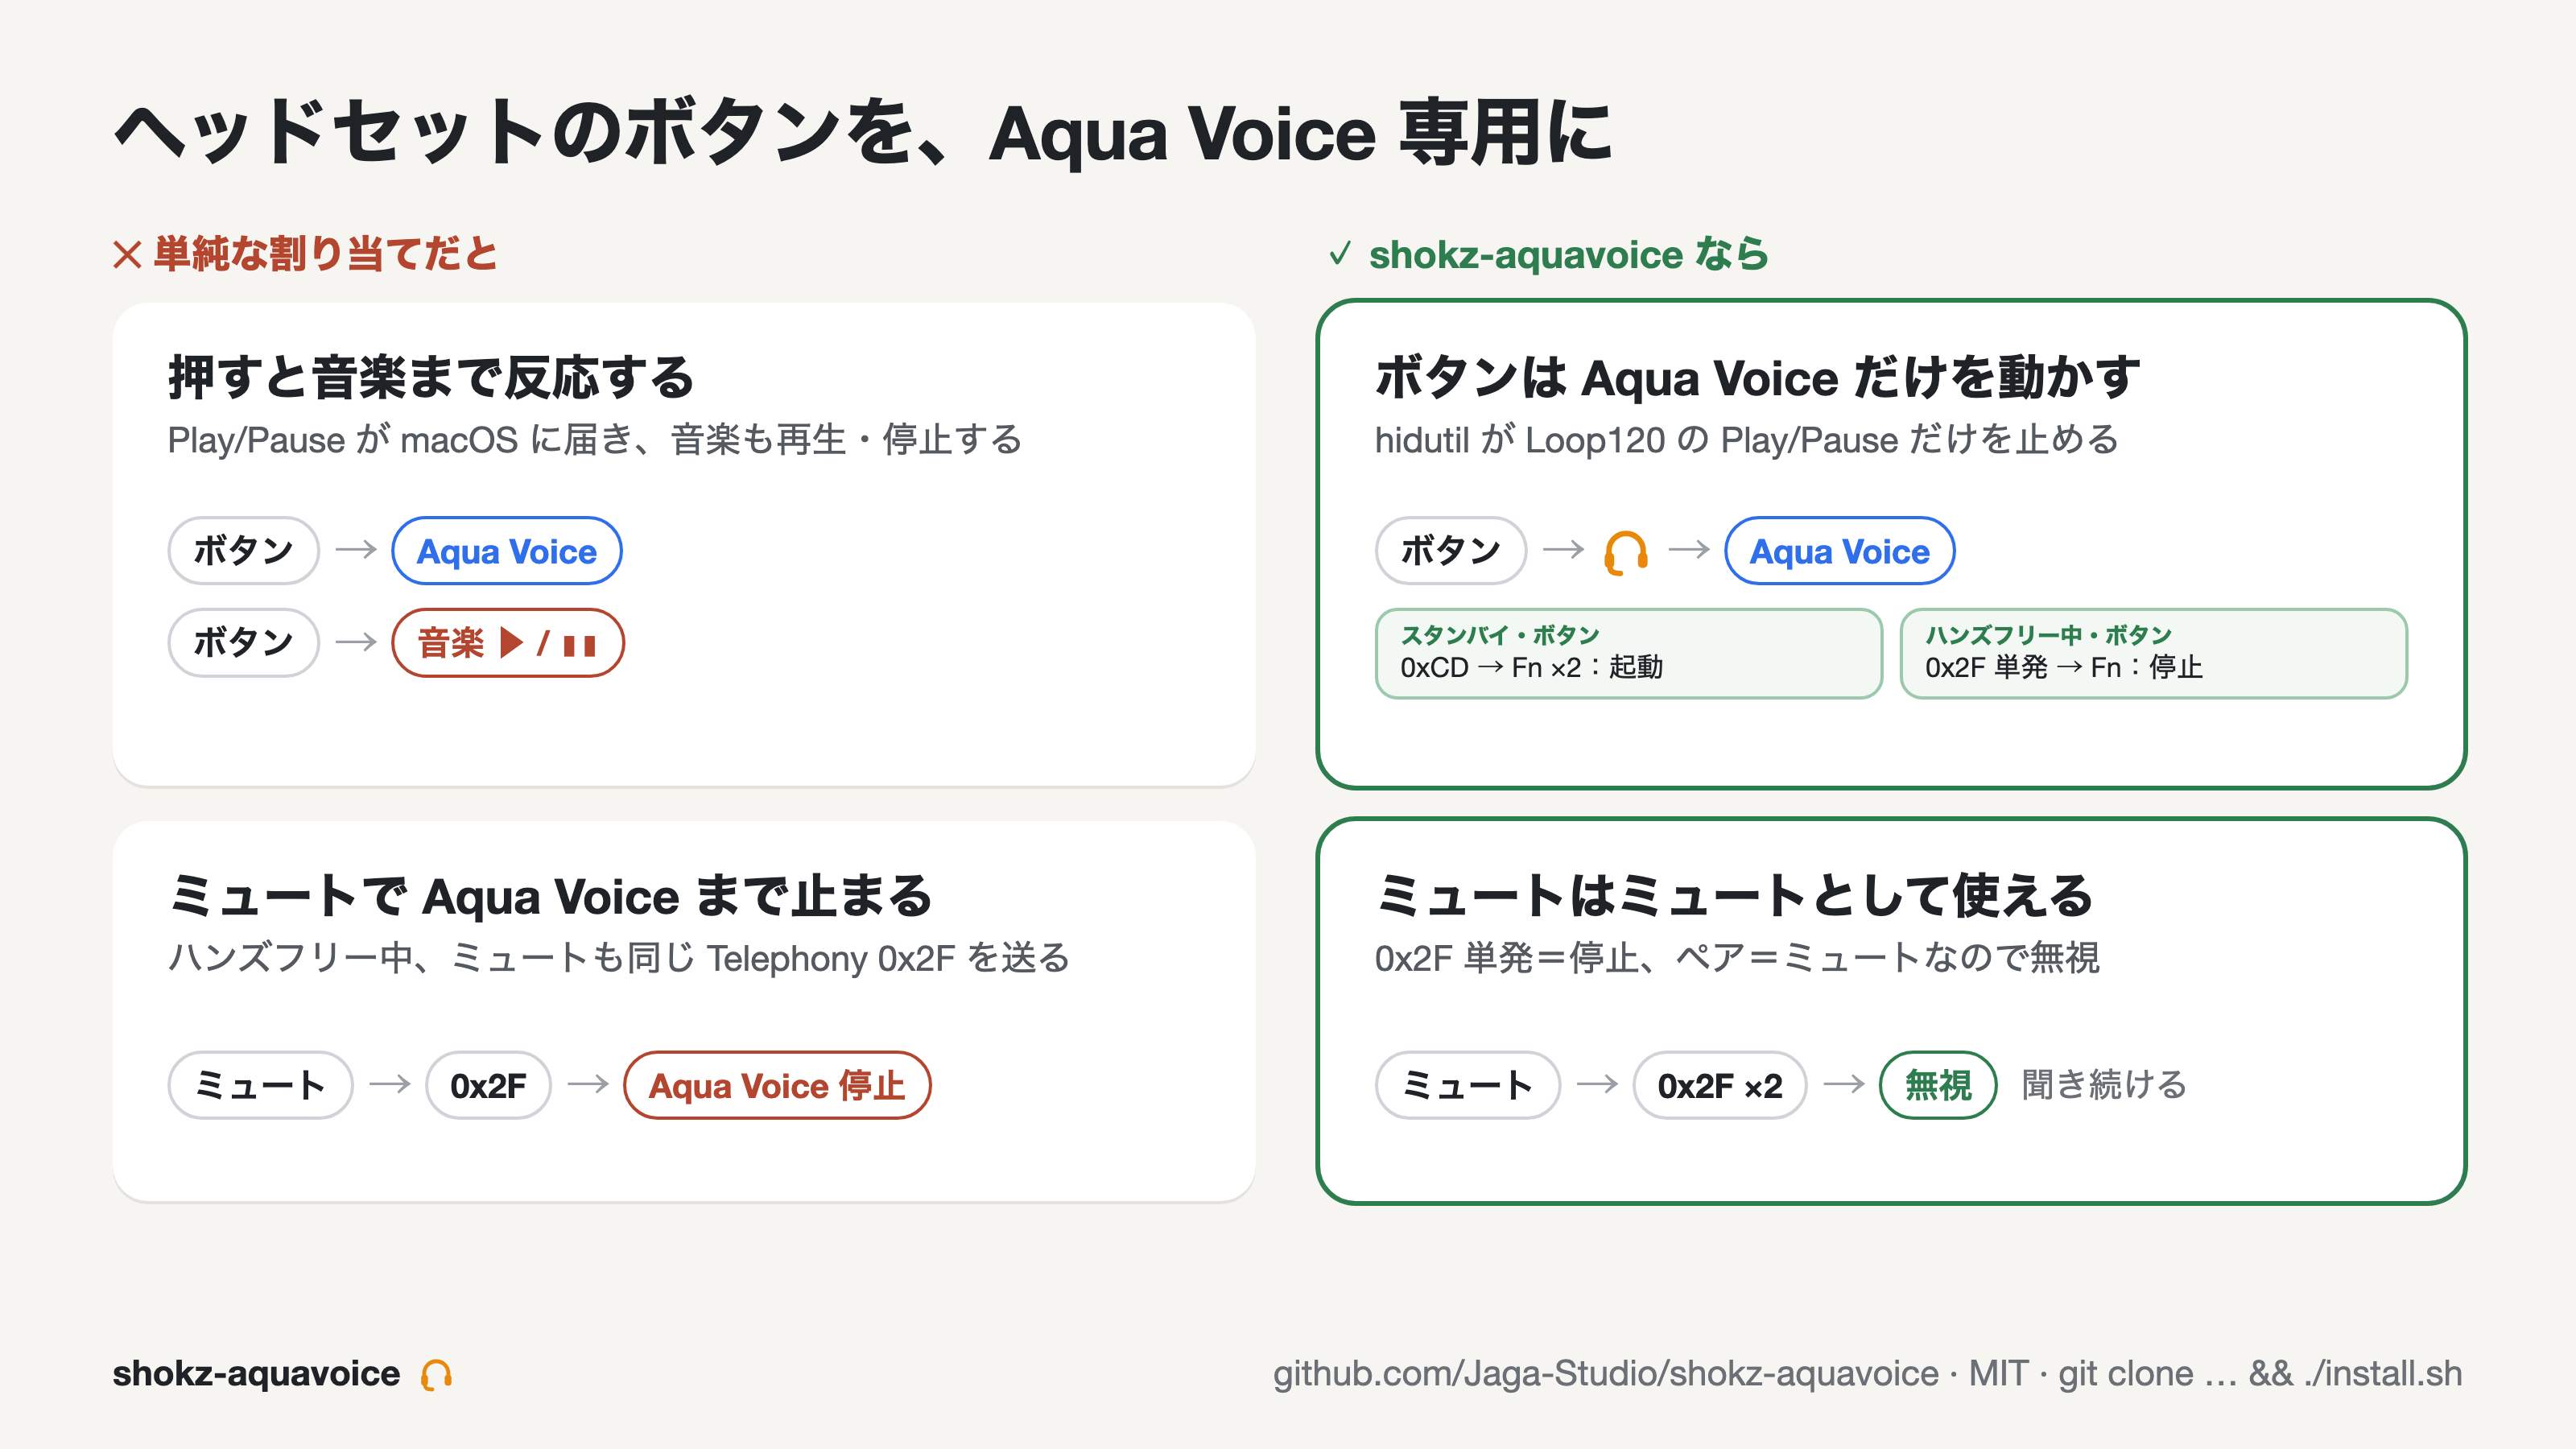 ヘッドセットのボタンを、Aqua Voice 専用に
× 単純な割り当てだと
押すと音楽まで反応する
Play/Pause が macOS に届き、音楽も再生・停止する
ボタン → Aqua Voice
ボタン → 音楽 ▶ / ▮▮
ミュートで Aqua Voice まで止まる
ハンズフリー中、ミュートも同じ Telephony 0x2F を送る
ミュート → 0x2F → Aqua Voice 停止
✓ shokz-aquavoice なら
ボタンは Aqua Voice だけを動かす
hidutil が Loop120 の Play/Pause だけを止める
ボタン → → Aqua Voice
スタンバイ・ボタン
0xCD → Fn ×2：起動
ハンズフリー中・ボタン
0x2F 単発 → Fn：停止
ミュートはミュートとして使える
0x2F 単発＝停止、ペア＝ミュートなので無視
ミュート → 0x2F ×2 → 無視 聞き続ける
shokz-aquavoice
github.com/Jaga-Studio/shokz-aquavoice · MIT · git clone … && ./install.sh